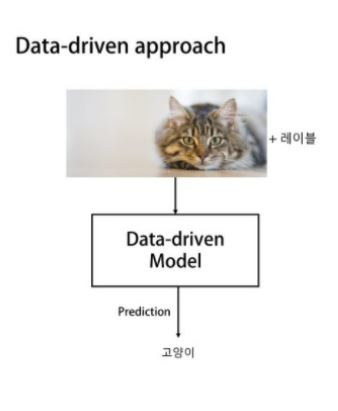 Data-driven approach
+ 레이블
Data-driven
Model
Prediction
고양이